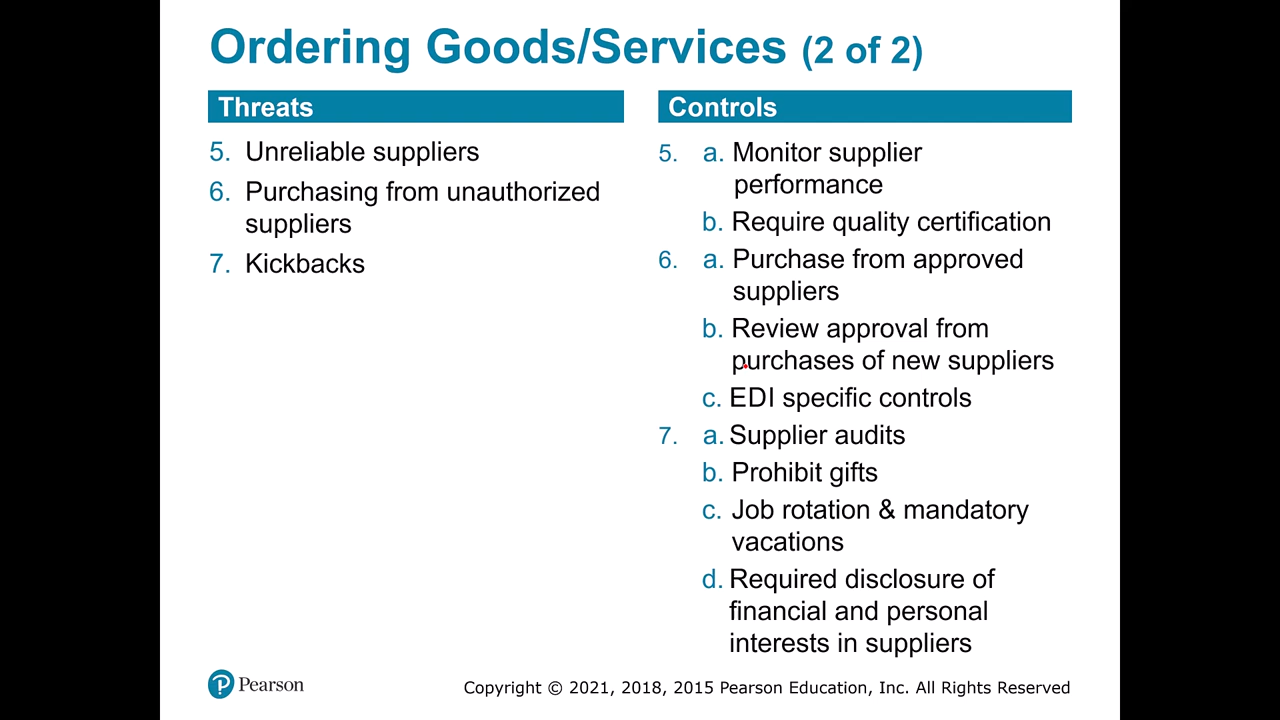 Ordering Goods/Services (2 of 2)
Threats
5. Unreliable suppliers
6. Purchasing from unauthorized
suppliers
7. Kickbacks
Controls
5. a. Monitor supplier
performance
b. Require quality certification
6. a. Purchase from approved
suppliers
b. Review approval from
purchases of new suppliers
c. EDI specific controls
7. a. Supplier audits
b. Prohibit gifts
c. Job rotation & mandatory
vacations
d. Required disclosure of
financial and personal
interests in suppliers
P Pearson
Copyright © 2021, 2018, 2015 Pearson Education, Inc. All Rights Reserved